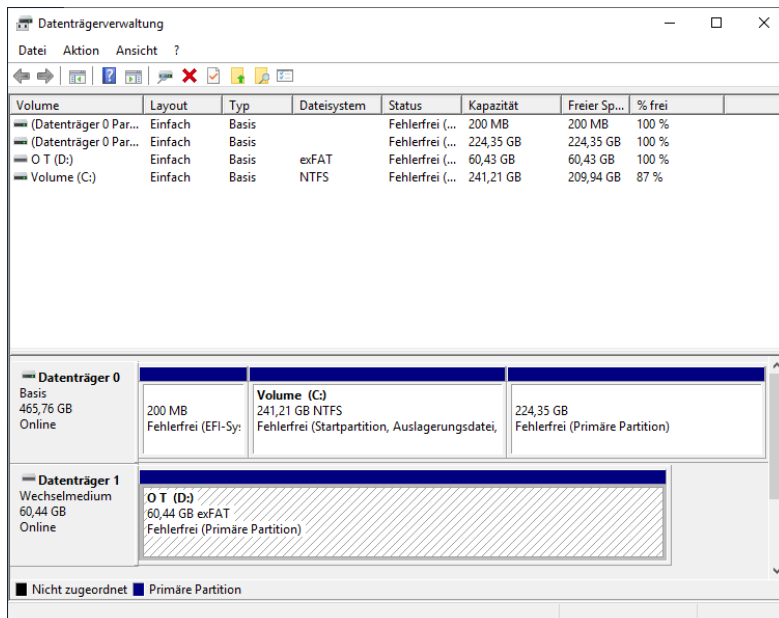 Datenträgerverwaltung
Datei Aktion Ansicht ?
Volume Layout Typ Dateisystem Status Kapazität Freier Sp... % frei
(Datenträger 0 Par... Einfach Basis Fehlerfrei (... 200 MB 200 MB 100 %
(Datenträger 0 Par... Einfach Basis Fehlerfrei (... 224,35 GB 224,35 GB 100 %
O T (D:) Einfach Basis exFAT Fehlerfrei (... 60,43 GB 60,43 GB 100 %
Volume (C:) Einfach Basis NTFS Fehlerfrei (... 241,21 GB 209,94 GB 87 %
Datenträger 0
Basis
465,76 GB
Online
200 MB
Fehlerfrei (EFI-Sy:
Volume (C:)
241,21 GB NTFS
Fehlerfrei (Startpartition, Auslagerungsdatei,
224,35 GB
Fehlerfrei (Primäre Partition)
Datenträger 1
Wechselmedium
60,44 GB
Online
O T (D:)
60,44 GB exFAT
Fehlerfrei (Primäre Partition)
Nicht zugeordnet Primäre Partition